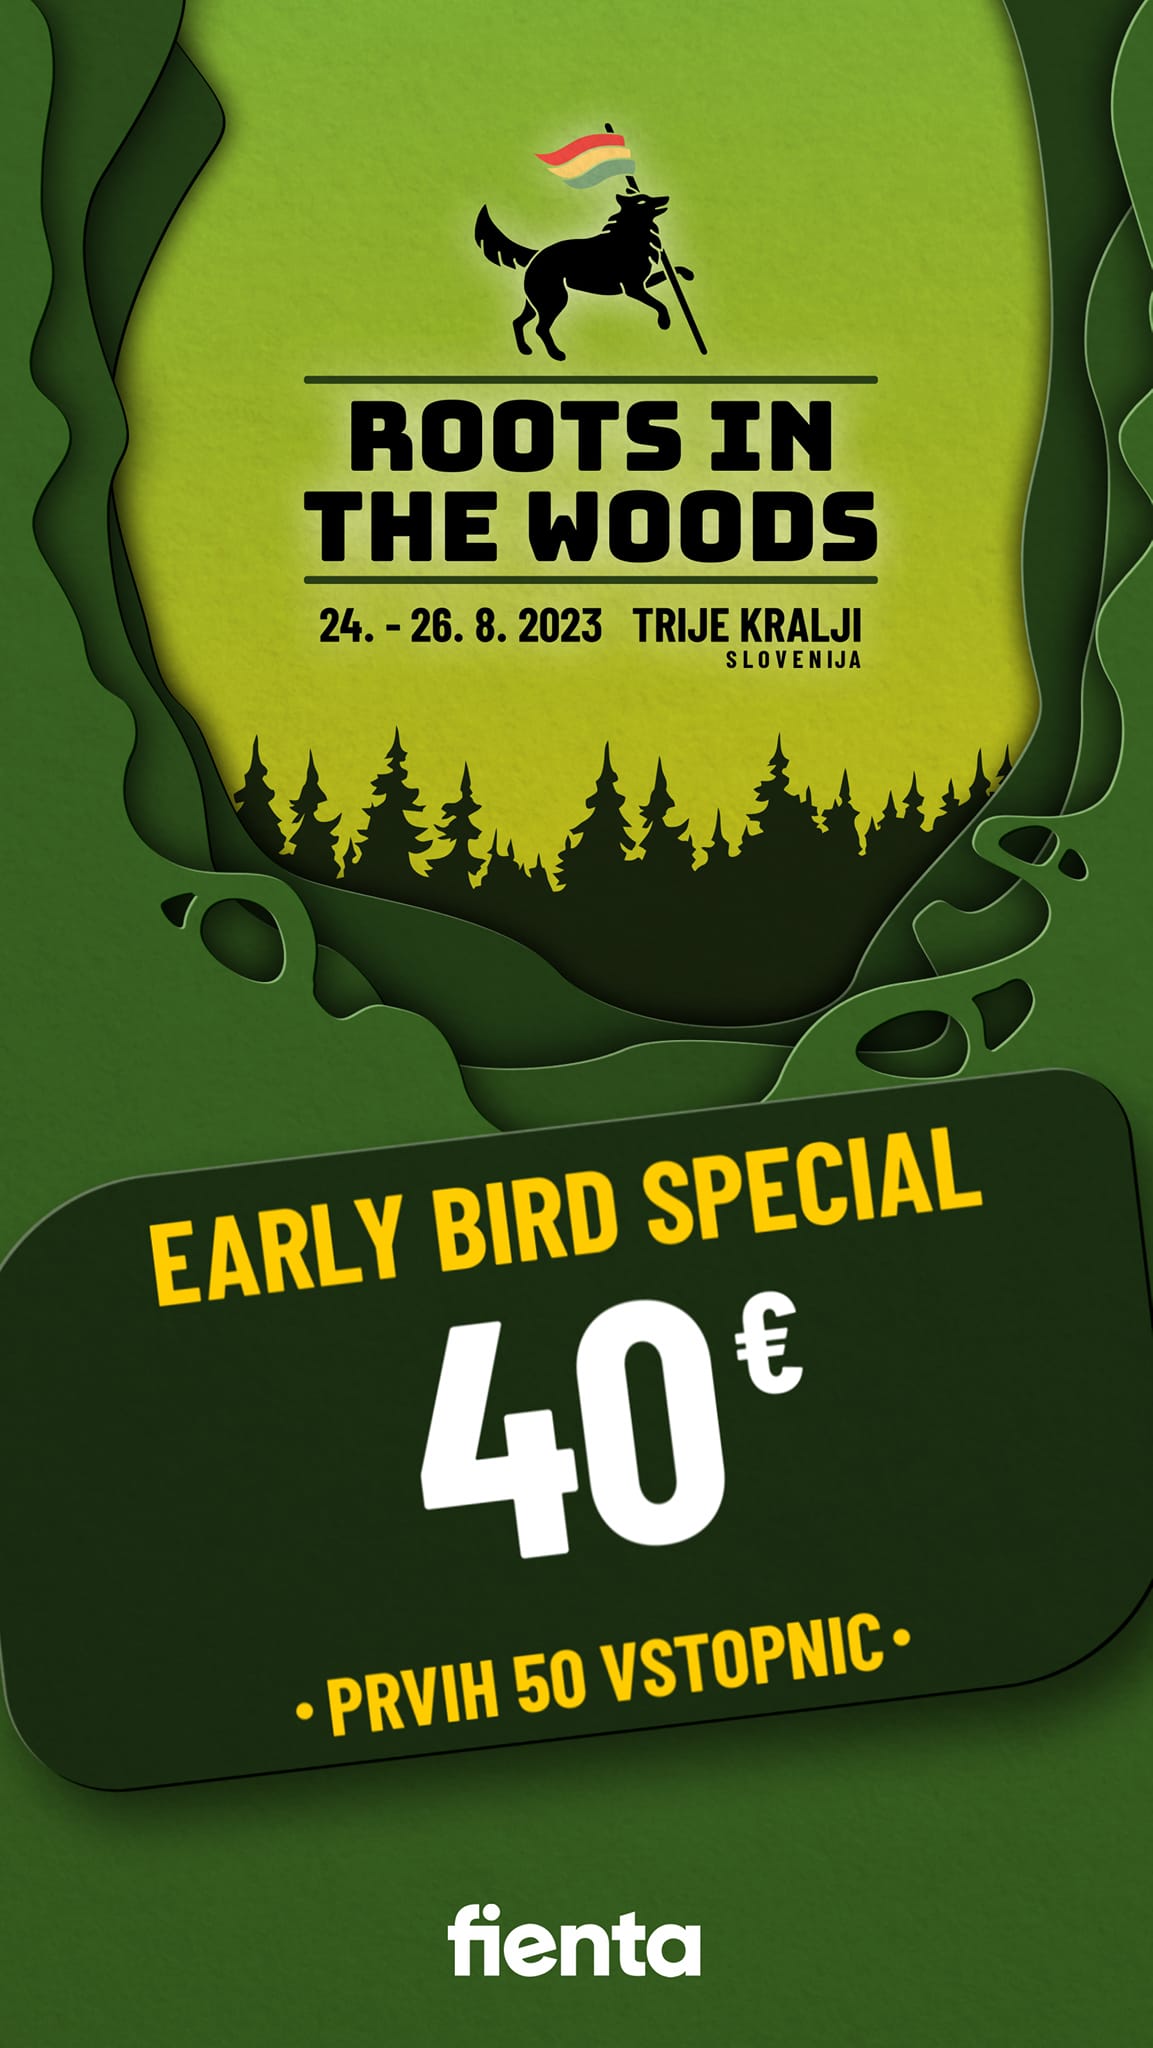 ROOTS IN
THE WOODS
24. - 26. 8. 2023 TRIJE KRALJI
SLOVENIJA
EARLY BIRD SPECIAL
40€
• PRVIH 50 VSTOPNIC •
fienta